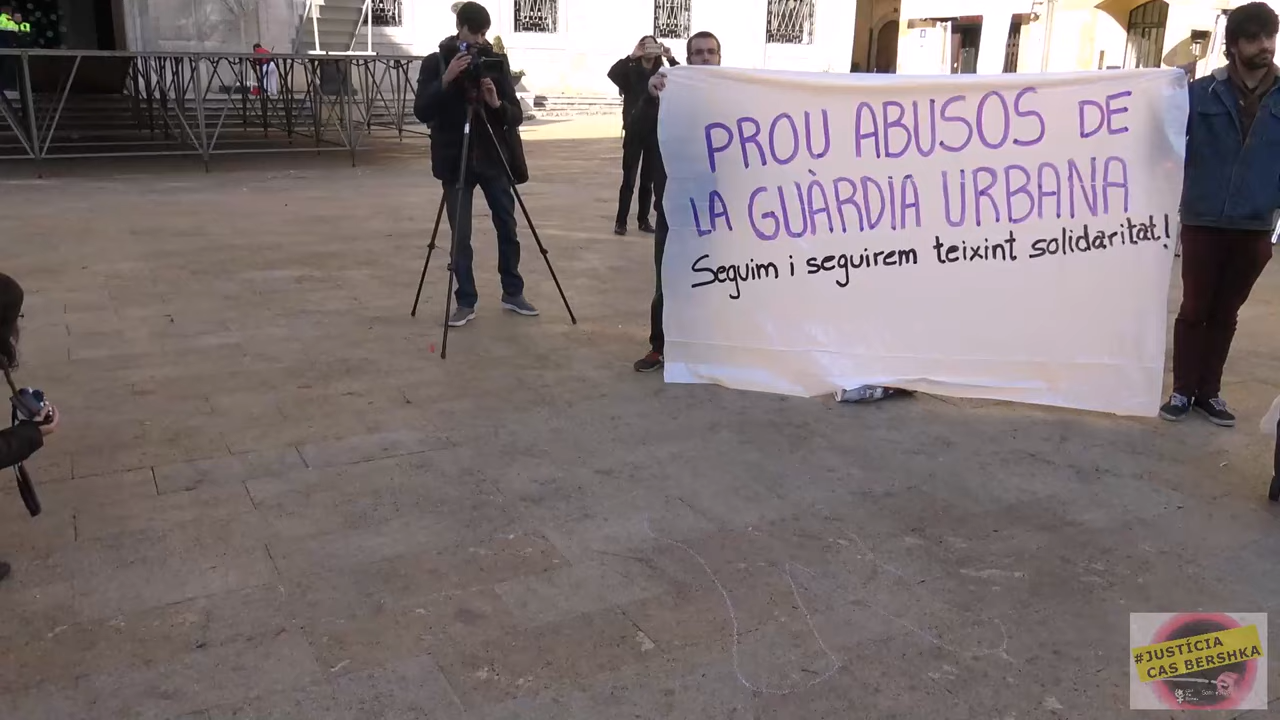 PROU ABUSOS DE
LA GUÀRDIA URBANA
Seguim i seguirem teixint solidaritat!
#JUSTÍCIA
CAS BERSHKA